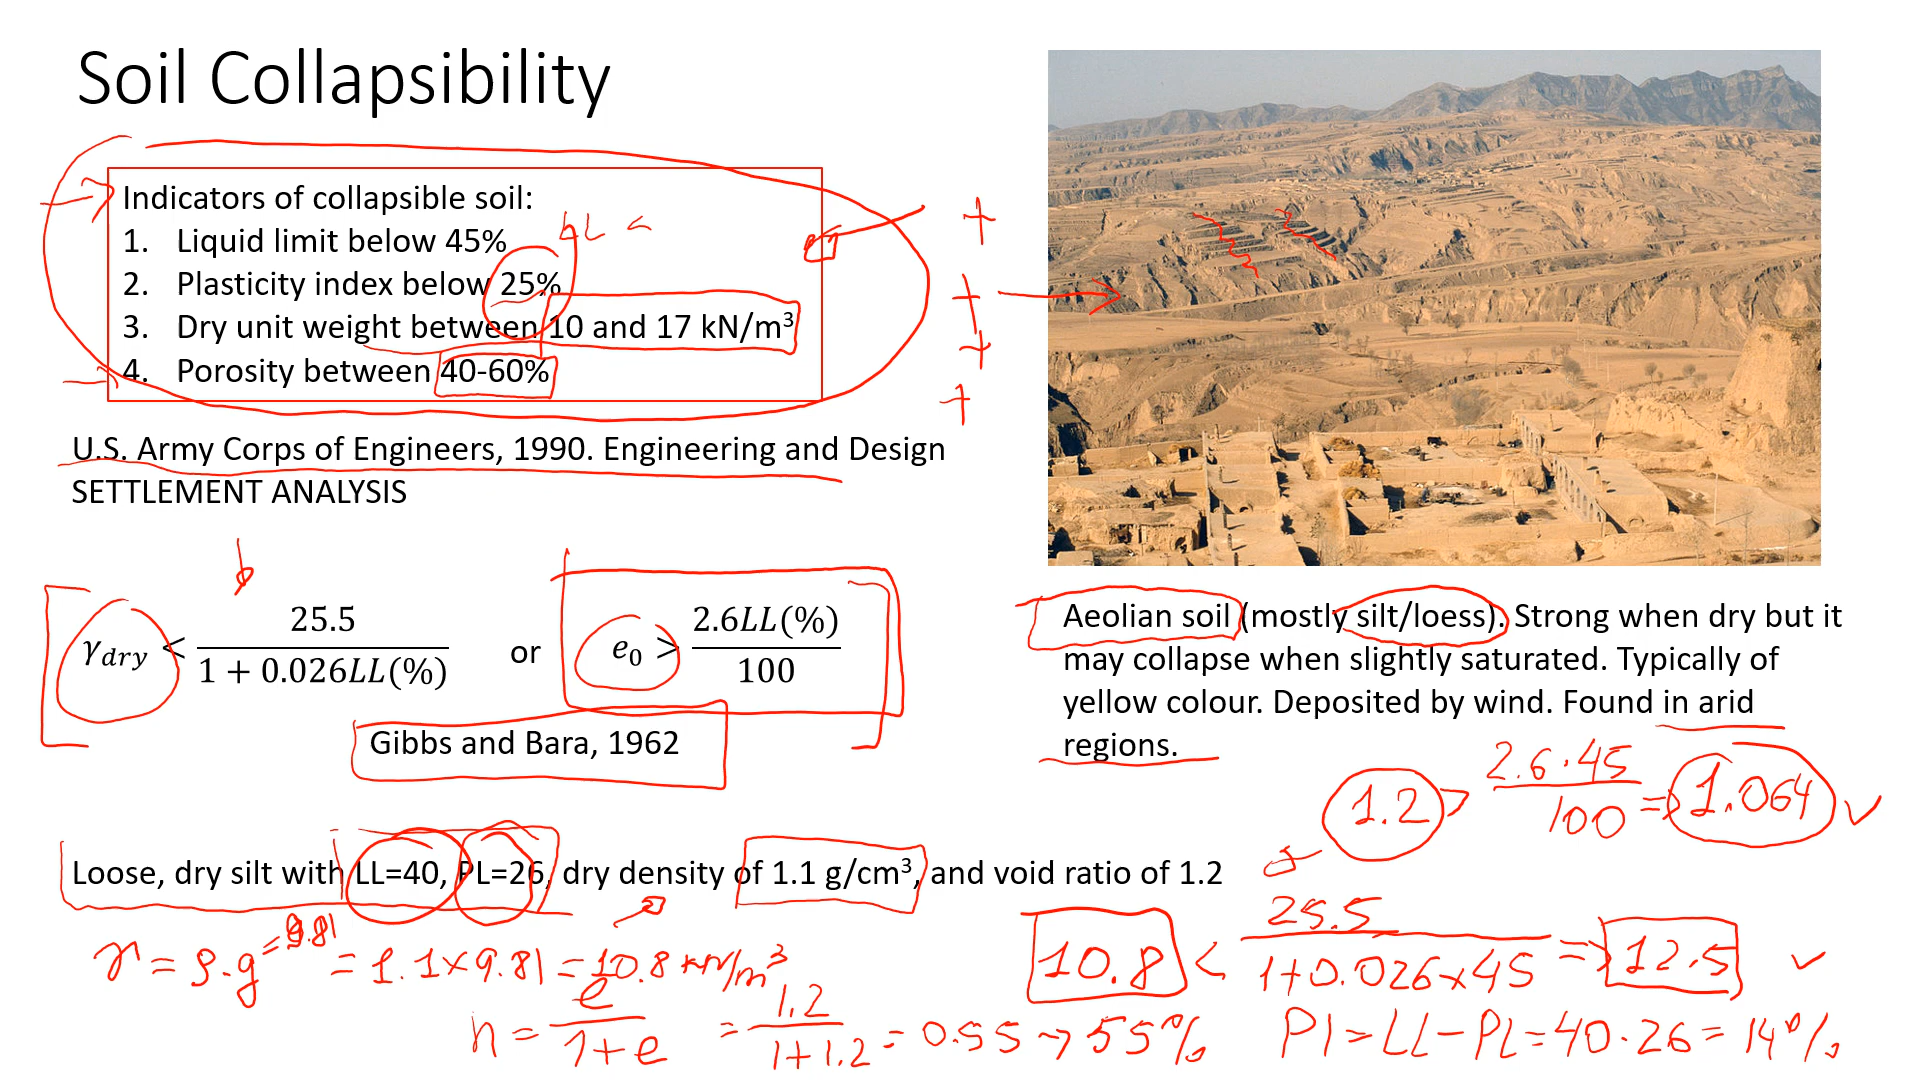 Soil Collapsibility
Indicators of collapsible soil:
1. Liquid limit below 45%
LL <
2. Plasticity index below 25%
3. Dry unit weight between 10 and 17 kN/m³
4. Porosity between 40-60%
+
+
+
+
U.S. Army Corps of Engineers, 1990. Engineering and Design
SETTLEMENT ANALYSIS
γdry < 25.5 / 1 + 0.026LL(%) or e0 > 2.6LL(%) / 100
Gibbs and Bara, 1962
Aeolian soil (mostly silt/loess). Strong when dry but it
may collapse when slightly saturated. Typically of
yellow colour. Deposited by wind. Found in arid
regions.
1.2 > 2.6·45 / 100 => 1.064 ✓
Loose, dry silt with LL=40, PL=26, dry density of 1.1 g/cm³, and void ratio of 1.2
γ = ρ·g = 9.81 = 1.1×9.81 = 10.8 kN/m³
10.8 < 25.5 / 1+0.026×45 => 12.5 ✓
n = e / 1+e = 1.2 / 1+1.2 = 0.55 → 55%
PI = LL - PL = 40-26 = 14%